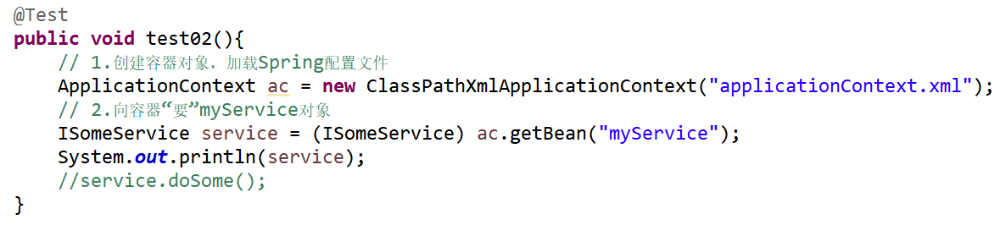 @Test
public void test02(){
// 1.创建容器对象，加载Spring配置文件
ApplicationContext ac = new ClassPathXmlApplicationContext("applicationContext.xml");
// 2.向容器“要”myService对象
ISomeService service = (ISomeService) ac.getBean("myService");
System.out.println(service);
//service.doSome();
}